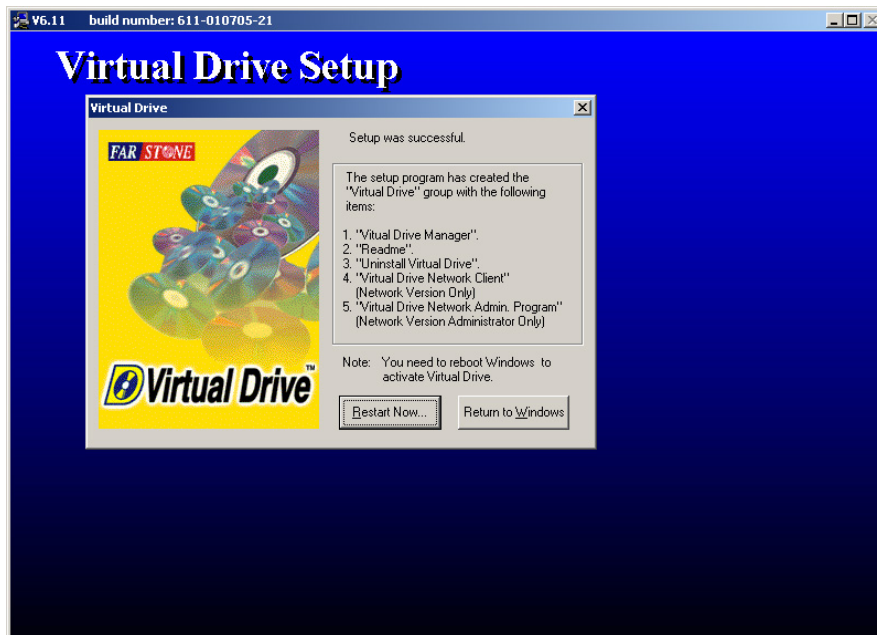 V6.11 build number: 611-010705-21
Virtual Drive Setup
Virtual Drive
FAR STONE
Virtual Drive™
Setup was successful.
The setup program has created the
"Virtual Drive" group with the following
items:
1. "Vitual Drive Manager".
2. "Readme".
3. "Uninstall Virtual Drive".
4. "Virtual Drive Network Client"
(Network Version Only)
5. "Virtual Drive Network Admin. Program"
(Network Version Administrator Only)
Note: You need to reboot Windows to
activate Virtual Drive.
Restart Now...
Return to Windows